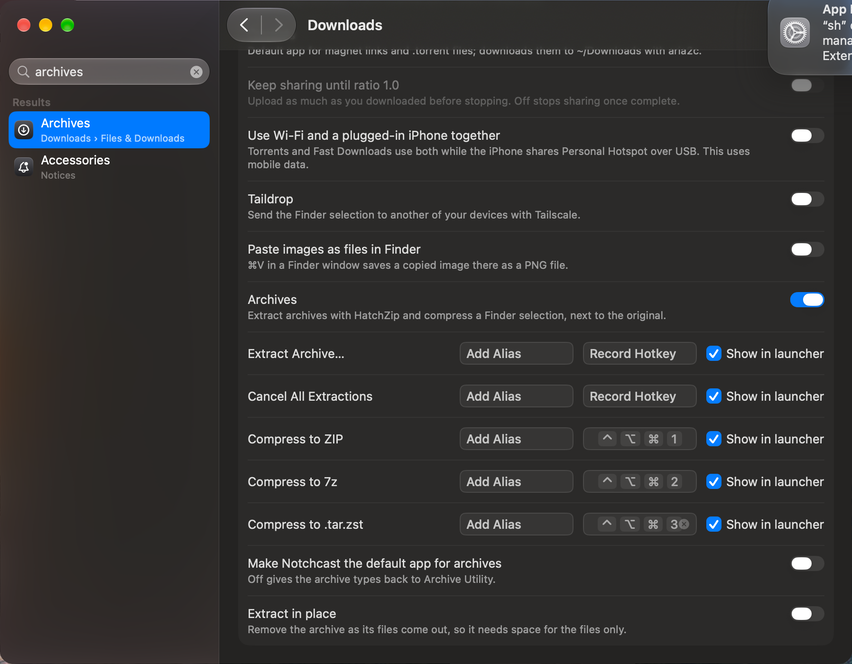 Downloads
App
"sh"
mana
Exter
archives
Default app for magnet links and .torrent files; downloads them to ~/Downloads with aria2c.
Results
Archives
Downloads › Files & Downloads
Accessories
Notices
Keep sharing until ratio 1.0
Upload as much as you downloaded before stopping. Off stops sharing once complete.
Use Wi-Fi and a plugged-in iPhone together
Torrents and Fast Downloads use both while the iPhone shares Personal Hotspot over USB. This uses
mobile data.
Taildrop
Send the Finder selection to another of your devices with Tailscale.
Paste images as files in Finder
⌘V in a Finder window saves a copied image there as a PNG file.
Archives
Extract archives with HatchZip and compress a Finder selection, next to the original.
Extract Archive... Add Alias Record Hotkey Show in launcher
Cancel All Extractions Add Alias Record Hotkey Show in launcher
Compress to ZIP Add Alias ^ ⌥ ⌘ 1 Show in launcher
Compress to 7z Add Alias ^ ⌥ ⌘ 2 Show in launcher
Compress to .tar.zst Add Alias ^ ⌥ ⌘ 3 Show in launcher
Make Notchcast the default app for archives
Off gives the archive types back to Archive Utility.
Extract in place
Remove the archive as its files come out, so it needs space for the files only.